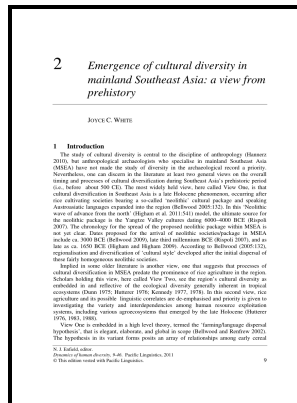 2
Emergence of cultural diversity in
mainland Southeast Asia: a view from
prehistory
JOYCE C. WHITE
1 Introduction
The study of cultural diversity is central to the discipline of anthropology (Hannerz
2010), but anthropological archaeologists who specialise in mainland Southeast Asia
(MSEA) have not made the study of diversity in the archaeological record a priority.
Nevertheless, one can discern in the literature at least two general views on the overall
timing and processes of cultural diversification during Southeast Asia's prehistoric period
(i.e., before about 500 CE). The most widely held view, here called View One, is that
cultural diversification in Southeast Asia is a late Holocene phenomenon, occurring after
rice cultivating societies bearing a so-called 'neolithic' cultural package and speaking
Austroasiatic languages expanded into the region (Bellwood 2005:132). In this 'Neolithic
wave of advance from the north' (Higham et al. 2011:541) model, the ultimate source for
the neolithic package is the Yangtze Valley cultures dating 6000–4000 BCE (Rispoli
2007). The chronology for the spread of the proposed neolithic package within MSEA is
not yet clear. Dates proposed for the arrival of neolithic societies/package in MSEA
include ca. 3000 BCE (Bellwood 2009), late third millennium BCE (Rispoli 2007), and as
late as ca. 1650 BCE (Higham and Higham 2009). According to Bellwood (2005:132),
regionalisation and diversification of 'cultural style' developed after the initial dispersal of
these fairly homogeneous neolithic societies.
Implied in some older literature is another view, one that suggests that processes of
cultural diversification in MSEA predate the prominence of rice agriculture in the region.
Scholars holding this view, here called View Two, see the region's cultural diversity as
embedded in and reflective of the ecological diversity generally inherent in tropical
ecosystems (Dunn 1975; Hutterer 1976; Kennedy 1977, 1978). In this second view, rice
agriculture and its possible linguistic correlates are de-emphasised and priority is given to
investigating the variety and interdependencies among human resource exploitation
systems, including various agroecosystems that emerged by the late Holocene (Hutterer
1976, 1983, 1988).
View One is embedded in a high level theory, termed the 'farming/language dispersal
hypothesis', that is elegant, elaborate, and global in scope (Bellwood and Renfrew 2002).
The hypothesis in its variant forms posits an array of relationships among early cereal
N. J. Enfield, editor.
Dynamics of human diversity, 9–46. Pacific Linguistics, 2011
© This edition vested with Pacific Linguistics.
9